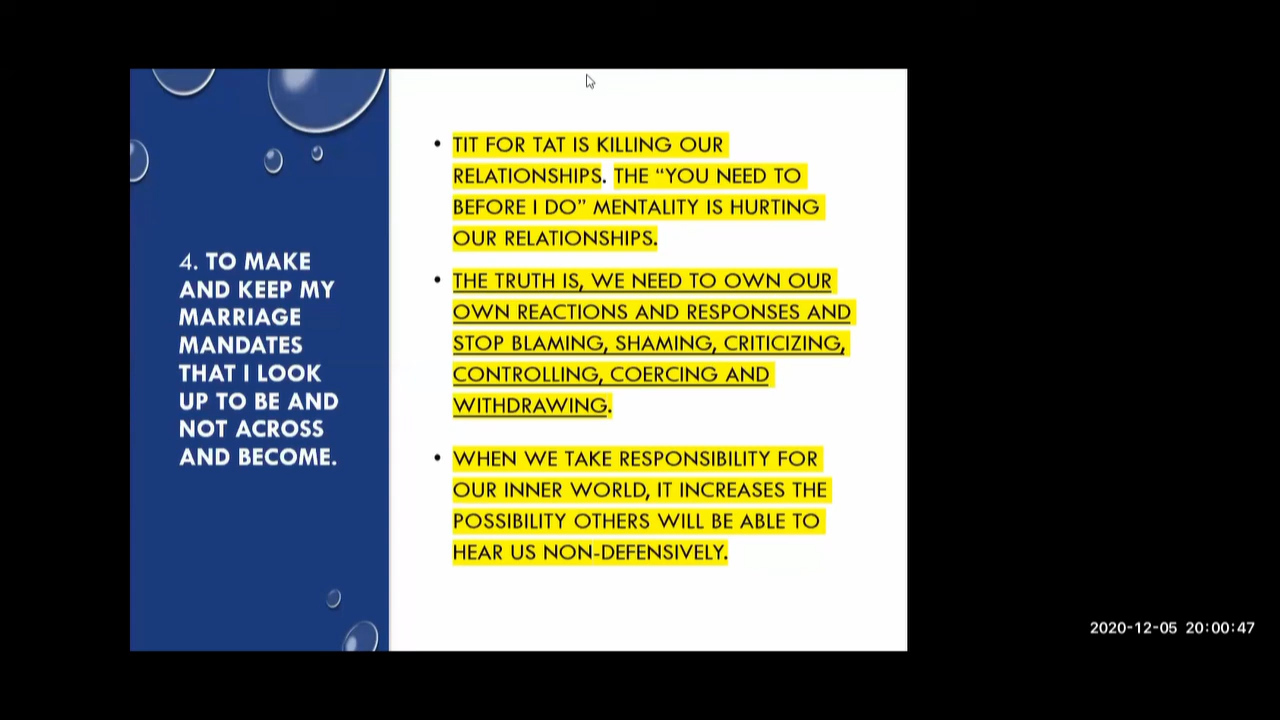 4. TO MAKE
AND KEEP MY
MARRIAGE
MANDATES
THAT I LOOK
UP TO BE AND
NOT ACROSS
AND BECOME.
• TIT FOR TAT IS KILLING OUR
RELATIONSHIPS. THE “YOU NEED TO
BEFORE I DO” MENTALITY IS HURTING
OUR RELATIONSHIPS.
• THE TRUTH IS, WE NEED TO OWN OUR
OWN REACTIONS AND RESPONSES AND
STOP BLAMING, SHAMING, CRITICIZING,
CONTROLLING, COERCING AND
WITHDRAWING.
• WHEN WE TAKE RESPONSIBILITY FOR
OUR INNER WORLD, IT INCREASES THE
POSSIBILITY OTHERS WILL BE ABLE TO
HEAR US NON-DEFENSIVELY.
2020-12-05 20:00:47